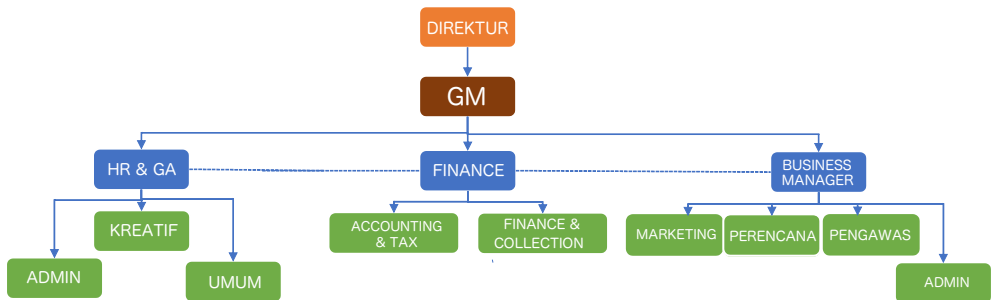 DIREKTUR
GM
HR & GA
FINANCE
BUSINESS
MANAGER
KREATIF
ACCOUNTING
& TAX
FINANCE &
COLLECTION
MARKETING
PERENCANA
PENGAWAS
ADMIN
UMUM
ADMIN